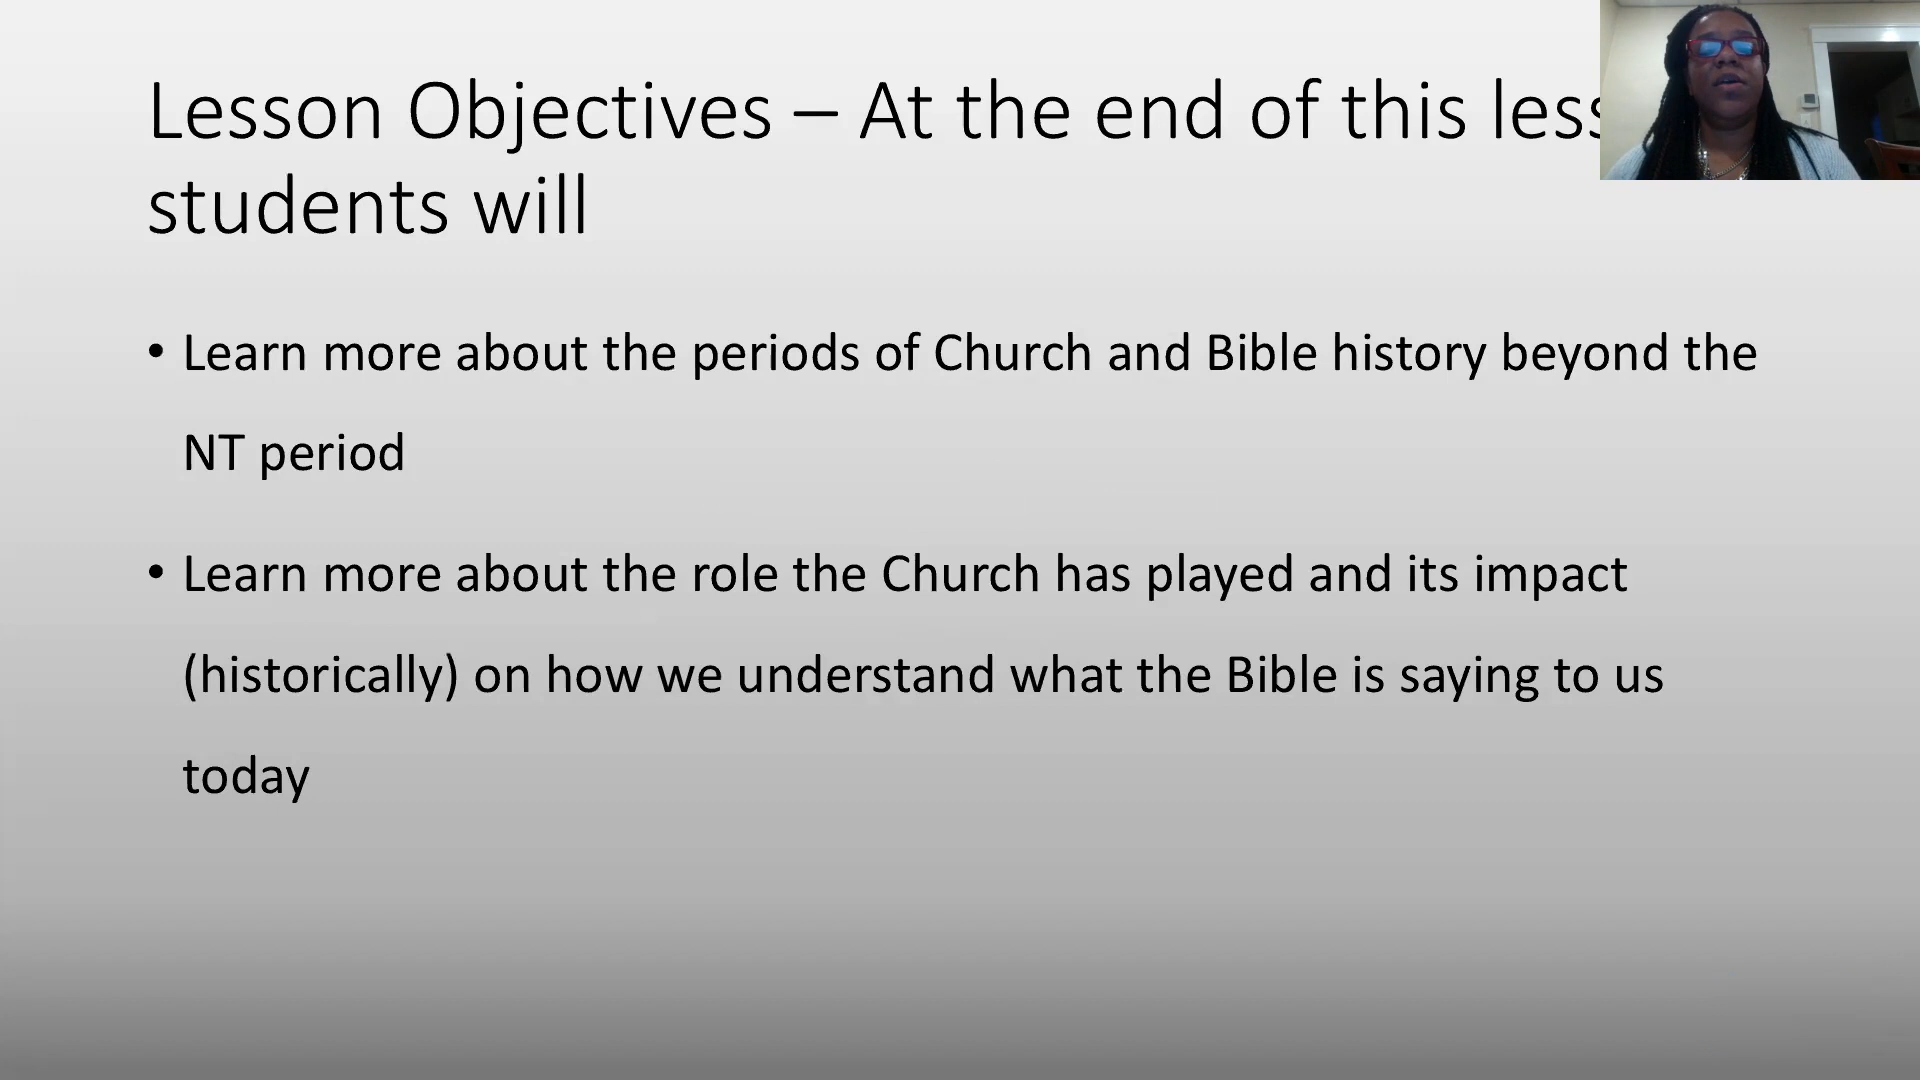 Lesson Objectives – At the end of this
students will
• Learn more about the periods of Church and Bible history beyond the
NT period
• Learn more about the role the Church has played and its impact
(historically) on how we understand what the Bible is saying to us
today